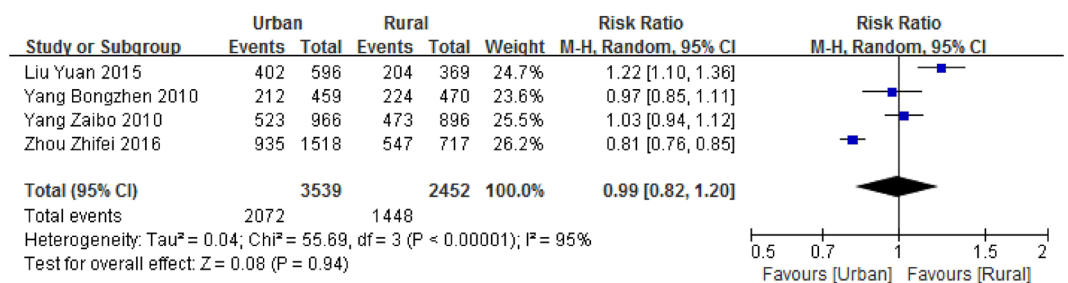 Urban Rural Risk Ratio Risk Ratio
Study or Subgroup Events Total Events Total Weight M-H, Random, 95% CI M-H, Random, 95% CI
Liu Yuan 2015 402 596 204 369 24.7% 1.22 [1.10, 1.36]
Yang Bongzhen 2010 212 459 224 470 23.6% 0.97 [0.85, 1.11]
Yang Zaibo 2010 523 966 473 896 25.5% 1.03 [0.94, 1.12]
Zhou Zhifei 2016 935 1518 547 717 26.2% 0.81 [0.76, 0.85]
Total (95% CI) 3539 2452 100.0% 0.99 [0.82, 1.20]
Total events 2072 1448
Heterogeneity: Tau² = 0.04; Chi² = 55.69, df = 3 (P < 0.00001); I² = 95%
Test for overall effect: Z = 0.08 (P = 0.94)
0.5 0.7 1 1.5 2
Favours [Urban] Favours [Rural]